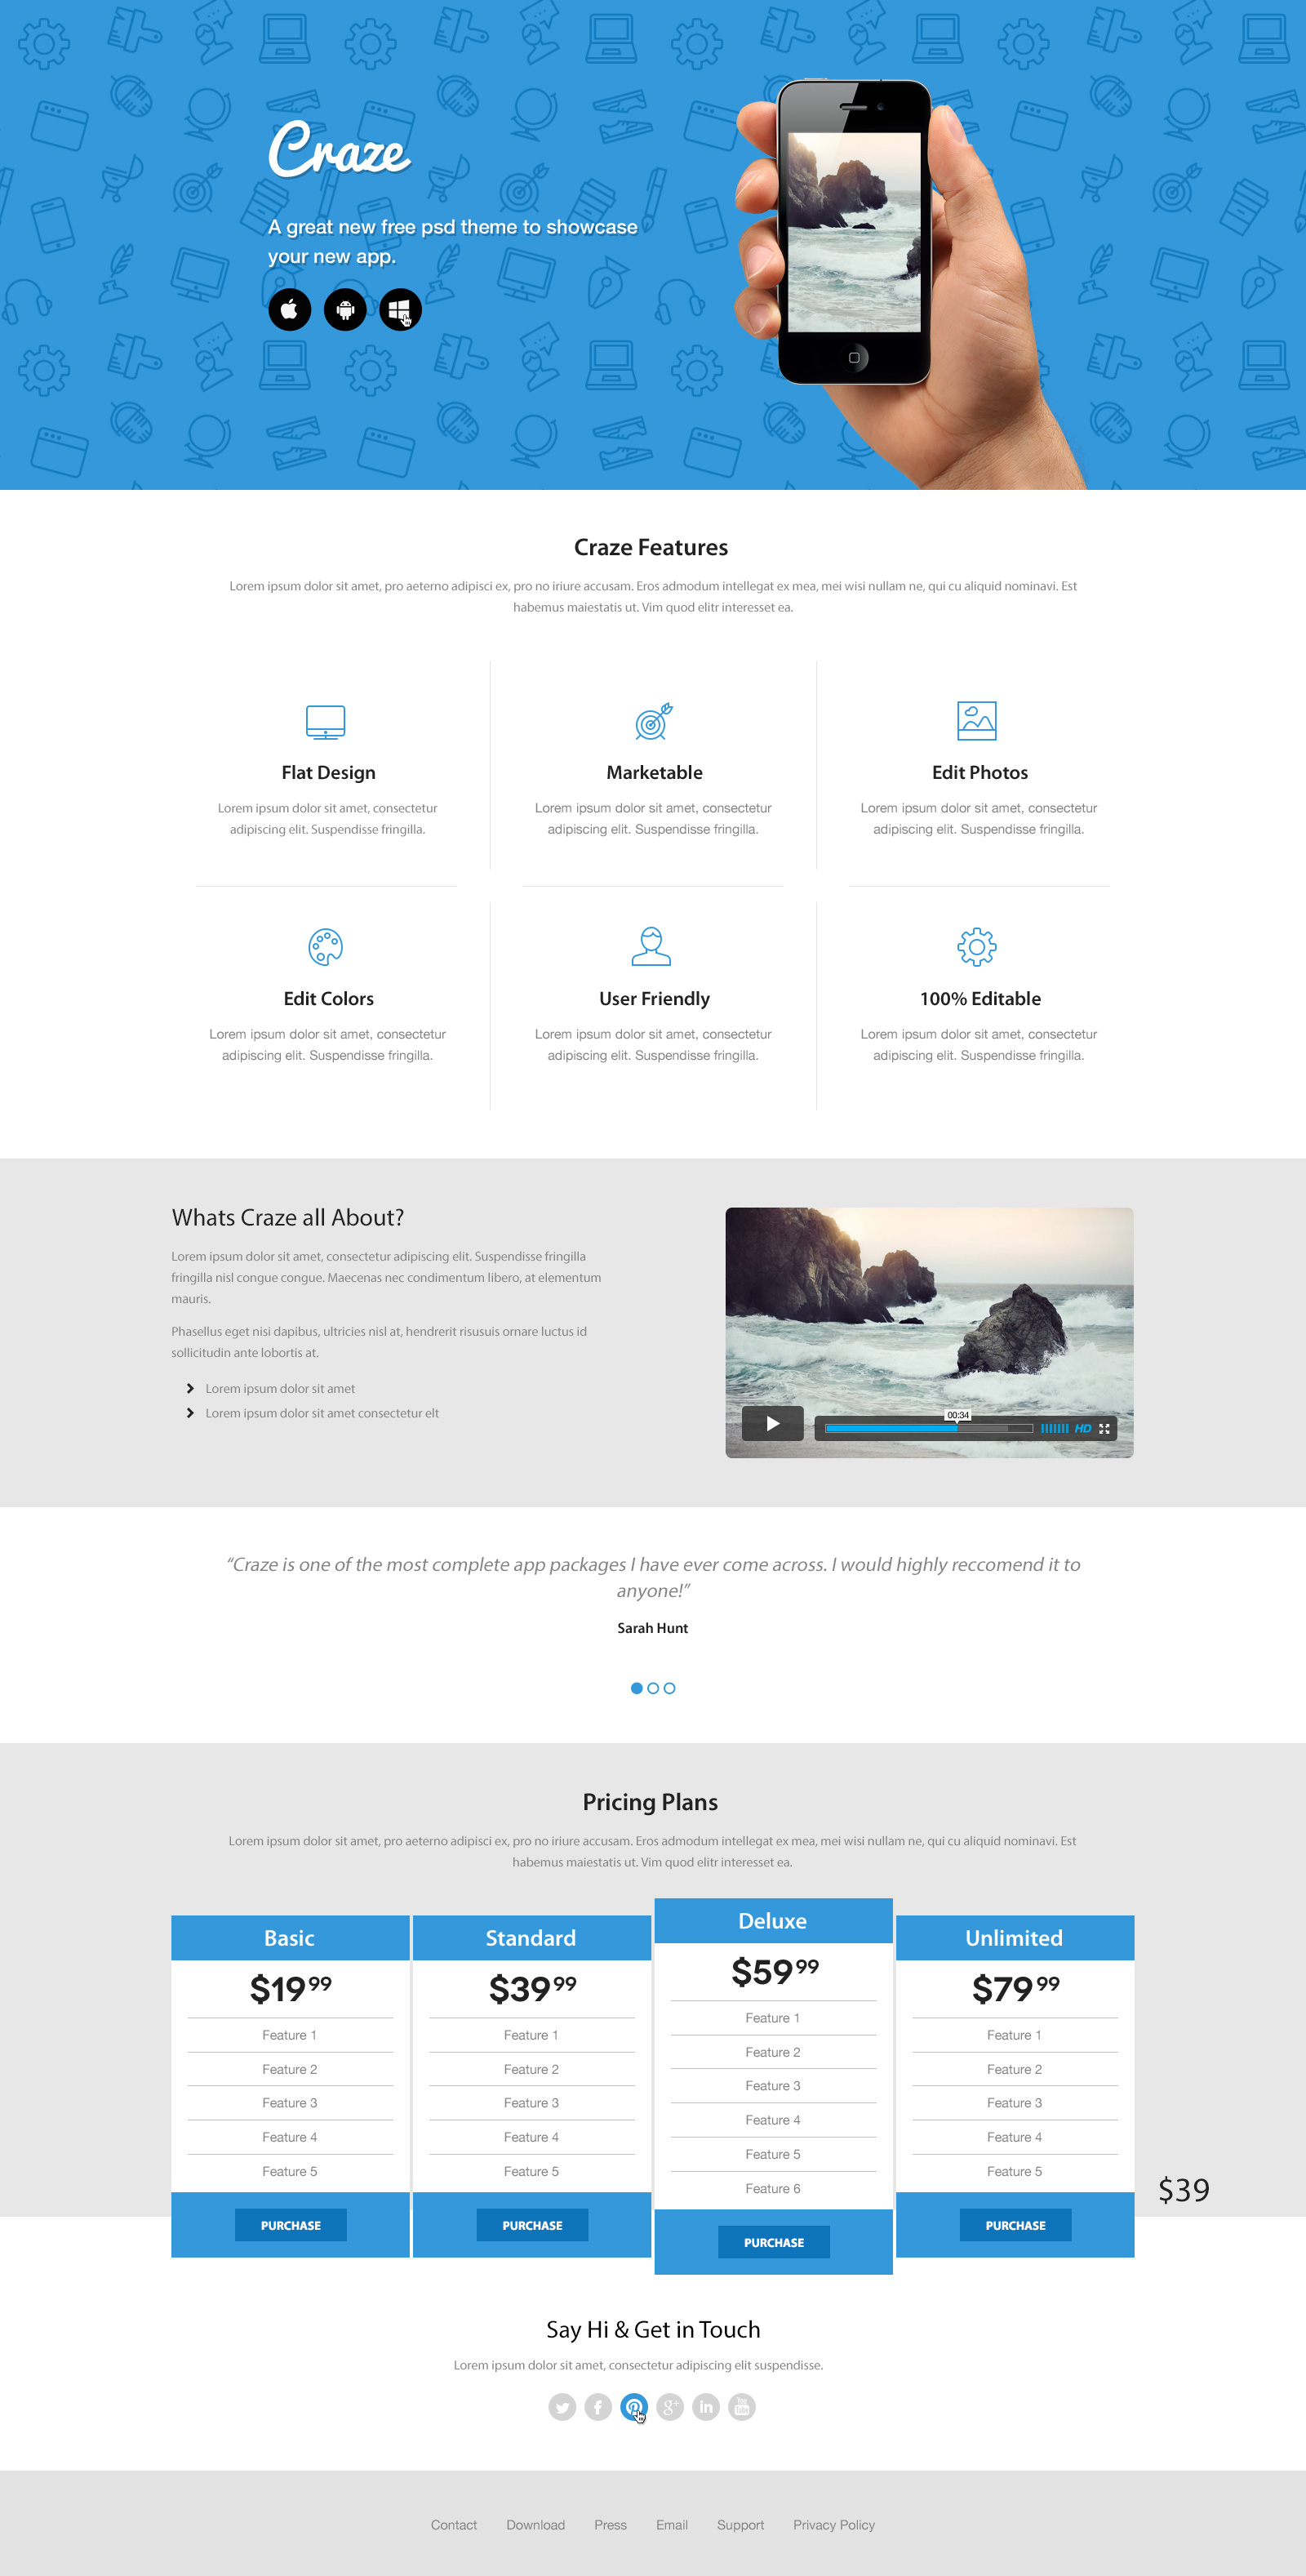 Craze
A great new free psd theme to showcase
your new app.
Craze Features
Lorem ipsum dolor sit amet, pro aeterno adipisci ex, pro no iriure accusam. Eros admodum intellegat ex mea, mei wisi nullam ne, qui cu aliquid nominavi. Est
habemus maiestatis ut. Vim quod elitr interesset ea.
Flat Design
Lorem ipsum dolor sit amet, consectetur
adipiscing elit. Suspendisse fringilla.
Marketable
Lorem ipsum dolor sit amet, consectetur
adipiscing elit. Suspendisse fringilla.
Edit Photos
Lorem ipsum dolor sit amet, consectetur
adipiscing elit. Suspendisse fringilla.
Edit Colors
Lorem ipsum dolor sit amet, consectetur
adipiscing elit. Suspendisse fringilla.
User Friendly
Lorem ipsum dolor sit amet, consectetur
adipiscing elit. Suspendisse fringilla.
100% Editable
Lorem ipsum dolor sit amet, consectetur
adipiscing elit. Suspendisse fringilla.
Whats Craze all About?
Lorem ipsum dolor sit amet, consectetur adipiscing elit. Suspendisse fringilla
fringilla nisl congue congue. Maecenas nec condimentum libero, at elementum
mauris.
Phasellus eget nisi dapibus, ultricies nisl at, hendrerit risusuis ornare luctus id
sollicitudin ante lobortis at.
Lorem ipsum dolor sit amet
Lorem ipsum dolor sit amet consectetur elt
00:34
HD
“Craze is one of the most complete app packages I have ever come across. I would highly reccomend it to
anyone!”
Sarah Hunt
Pricing Plans
Lorem ipsum dolor sit amet, pro aeterno adipisci ex, pro no iriure accusam. Eros admodum intellegat ex mea, mei wisi nullam ne, qui cu aliquid nominavi. Est
habemus maiestatis ut. Vim quod elitr interesset ea.
Basic
$19 99
Feature 1
Feature 2
Feature 3
Feature 4
Feature 5
PURCHASE
Standard
$39 99
Feature 1
Feature 2
Feature 3
Feature 4
Feature 5
PURCHASE
Deluxe
$59 99
Feature 1
Feature 2
Feature 3
Feature 4
Feature 5
Feature 6
PURCHASE
Unlimited
$79 99
Feature 1
Feature 2
Feature 3
Feature 4
Feature 5
PURCHASE
$39
Say Hi & Get in Touch
Lorem ipsum dolor sit amet, consectetur adipiscing elit suspendisse.
f
g+
in
You Tube
Contact Download Press Email Support Privacy Policy